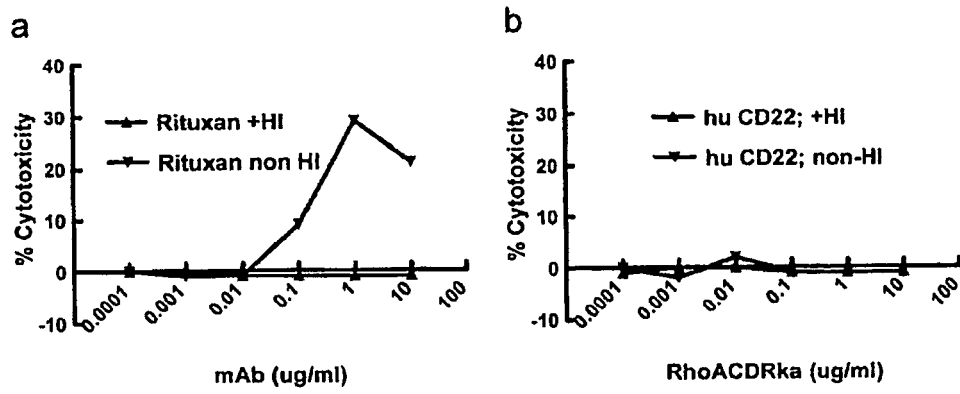 a
40
30
20
10
0
-10
% Cytotoxicity
Rituxan +HI
Rituxan non HI
0.0001
0.001
0.01
0.1
1
10
100
mAb (ug/ml)
b
40
30
20
10
0
-10
% Cytotoxicity
hu CD22; +HI
hu CD22; non-HI
0.0001
0.001
0.01
0.1
1
10
100
RhoACDRka (ug/ml)